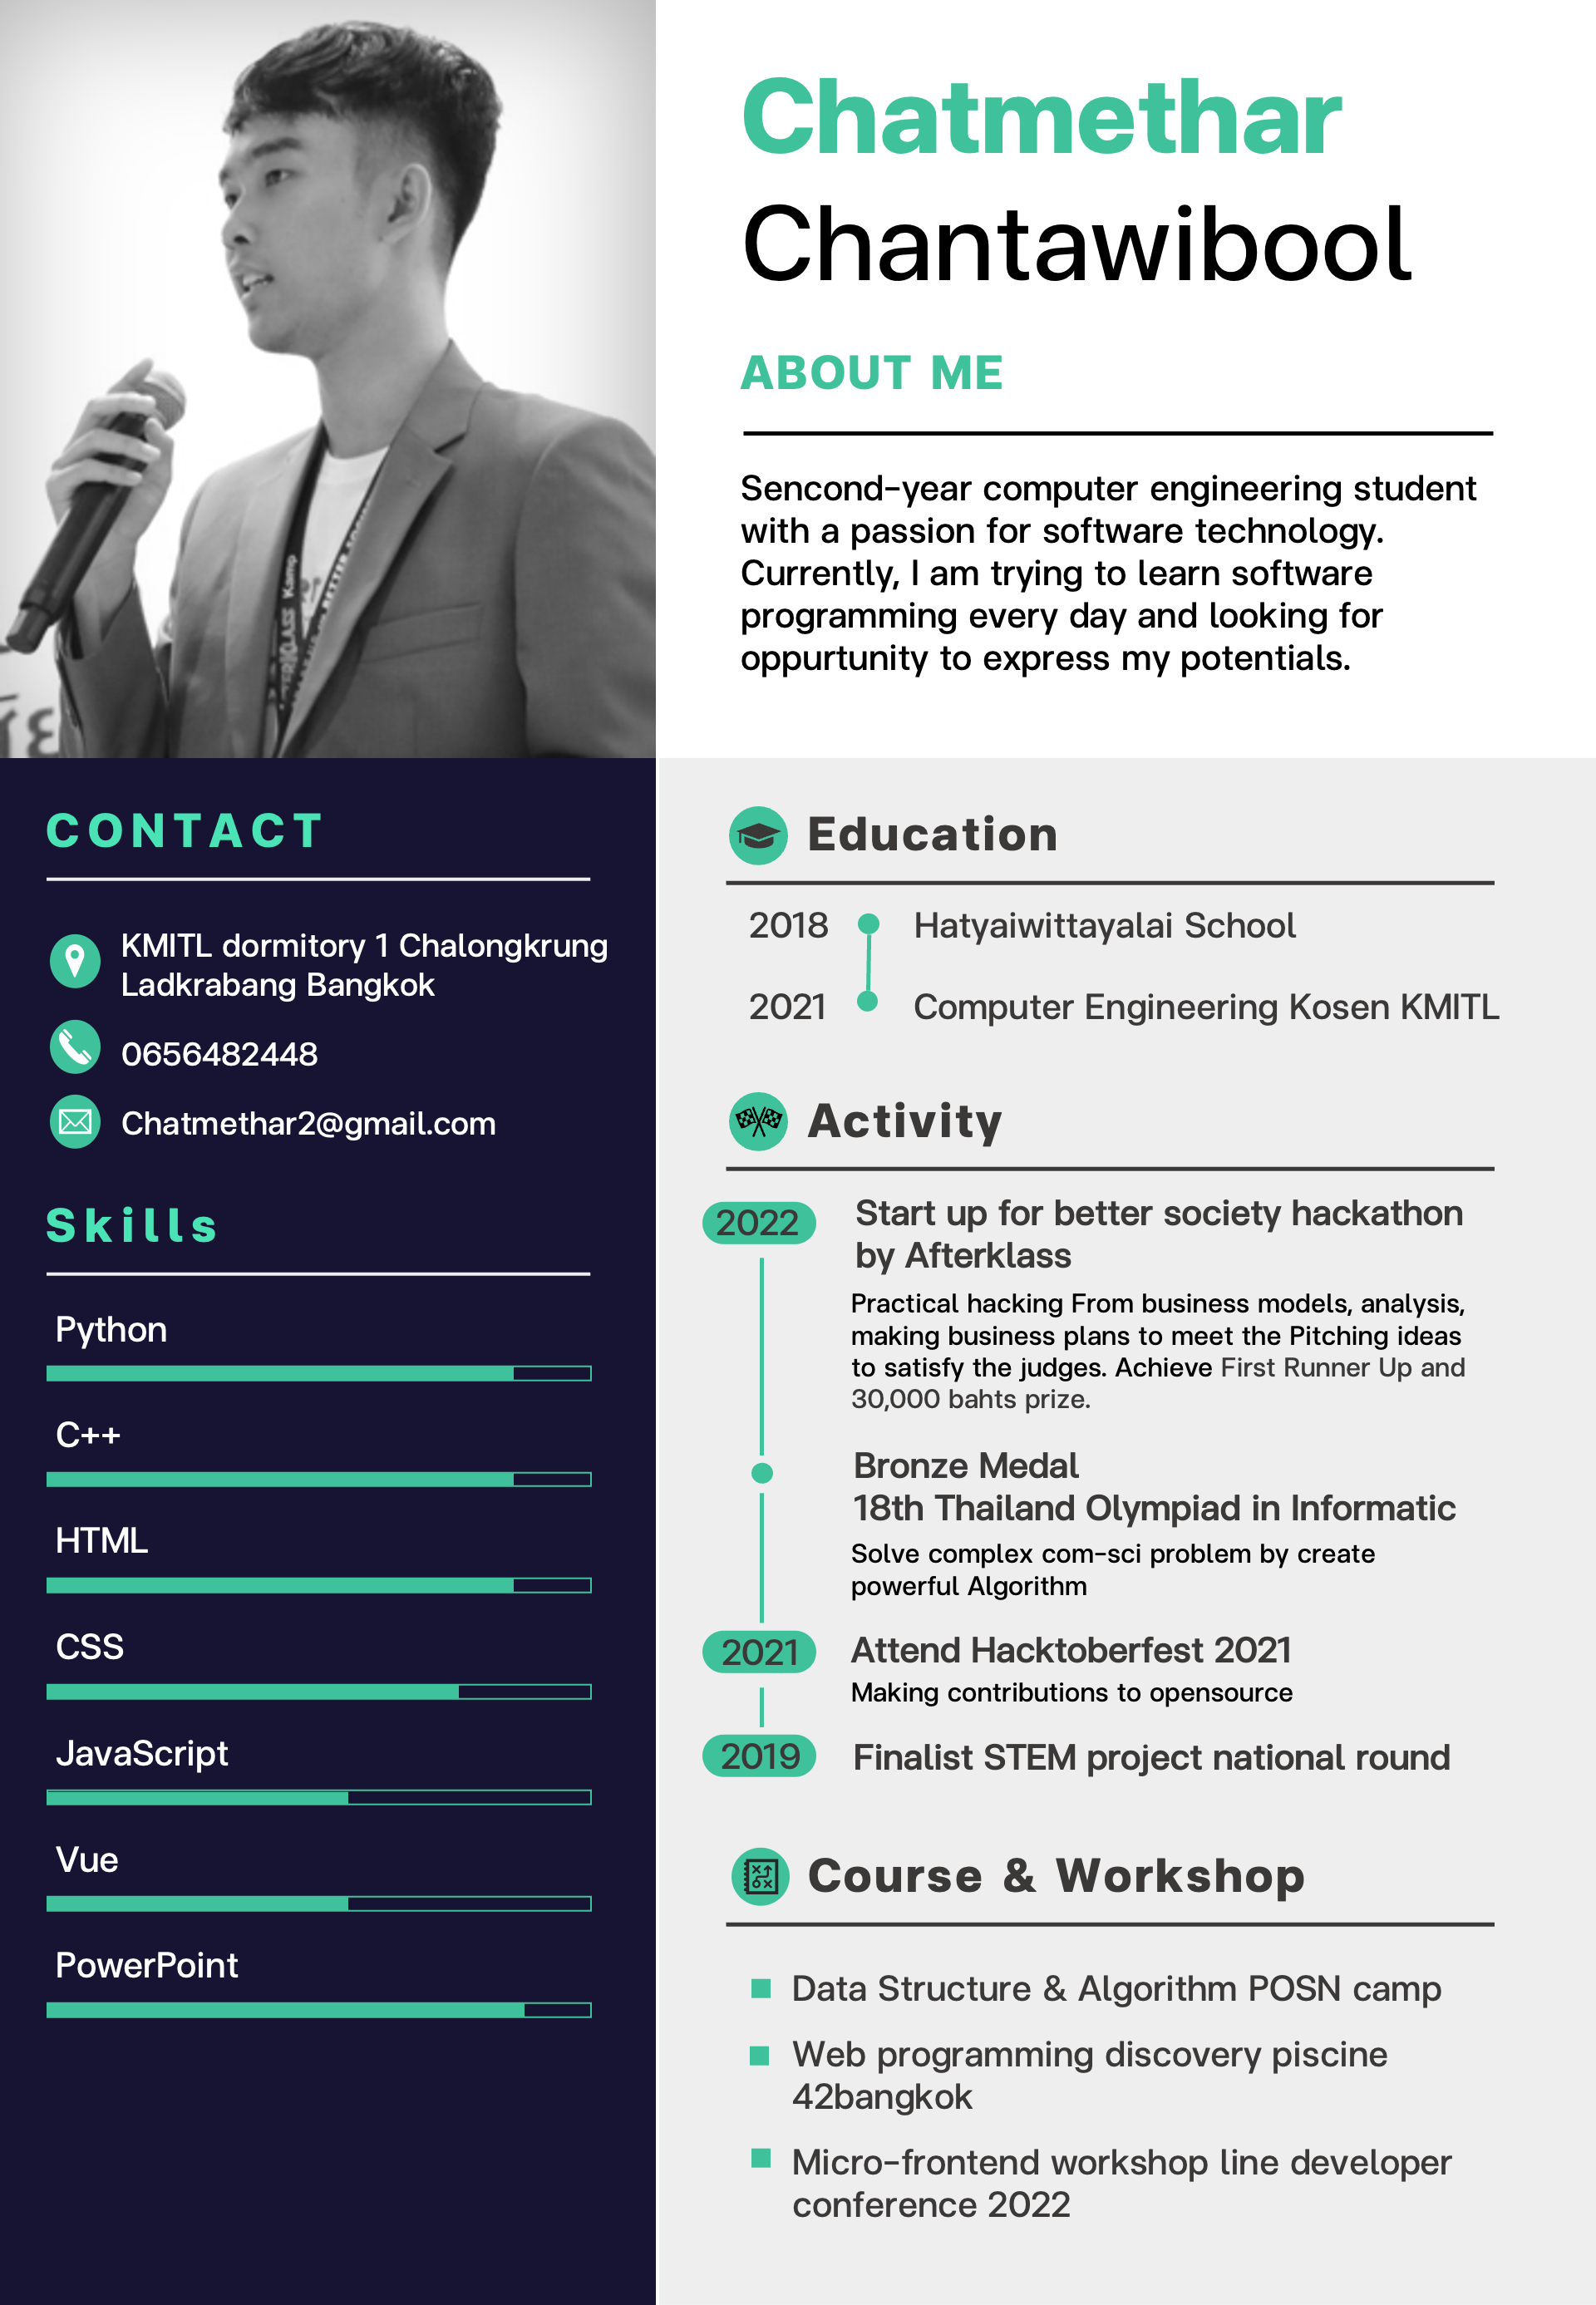 Chatmethar
Chantawibool
ABOUT ME
Sencond-year computer engineering student
with a passion for software technology.
Currently, I am trying to learn software
programming every day and looking for
oppurtunity to express my potentials.
CONTACT
KMITL dormitory 1 Chalongkrung
Ladkrabang Bangkok
0656482448
Chatmethar2@gmail.com
Skills
Python
C++
HTML
CSS
JavaScript
Vue
PowerPoint
Education
2018 Hatyaiwittayalai School
2021 Computer Engineering Kosen KMITL
Activity
2022 Start up for better society hackathon
by Afterklass
Practical hacking From business models, analysis,
making business plans to meet the Pitching ideas
to satisfy the judges. Achieve First Runner Up and
30,000 bahts prize.
Bronze Medal
18th Thailand Olympiad in Informatic
Solve complex com-sci problem by create
powerful Algorithm
2021 Attend Hacktoberfest 2021
Making contributions to opensource
2019 Finalist STEM project national round
Course & Workshop
Data Structure & Algorithm POSN camp
Web programming discovery piscine
42bangkok
Micro-frontend workshop line developer
conference 2022